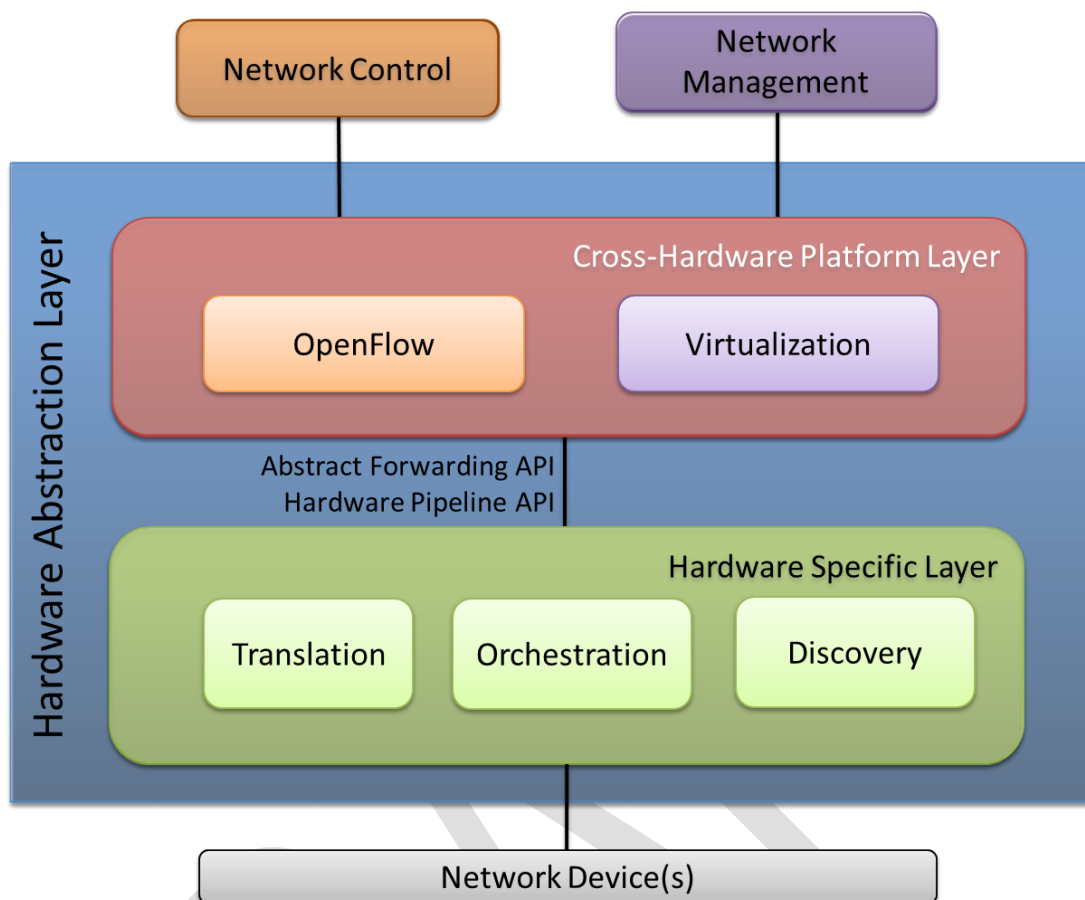 Network Control
Network
Management
Hardware Abstraction Layer
Cross-Hardware Platform Layer
OpenFlow
Virtualization
Abstract Forwarding API
Hardware Pipeline API
Hardware Specific Layer
Translation
Orchestration
Discovery
Network Device(s)